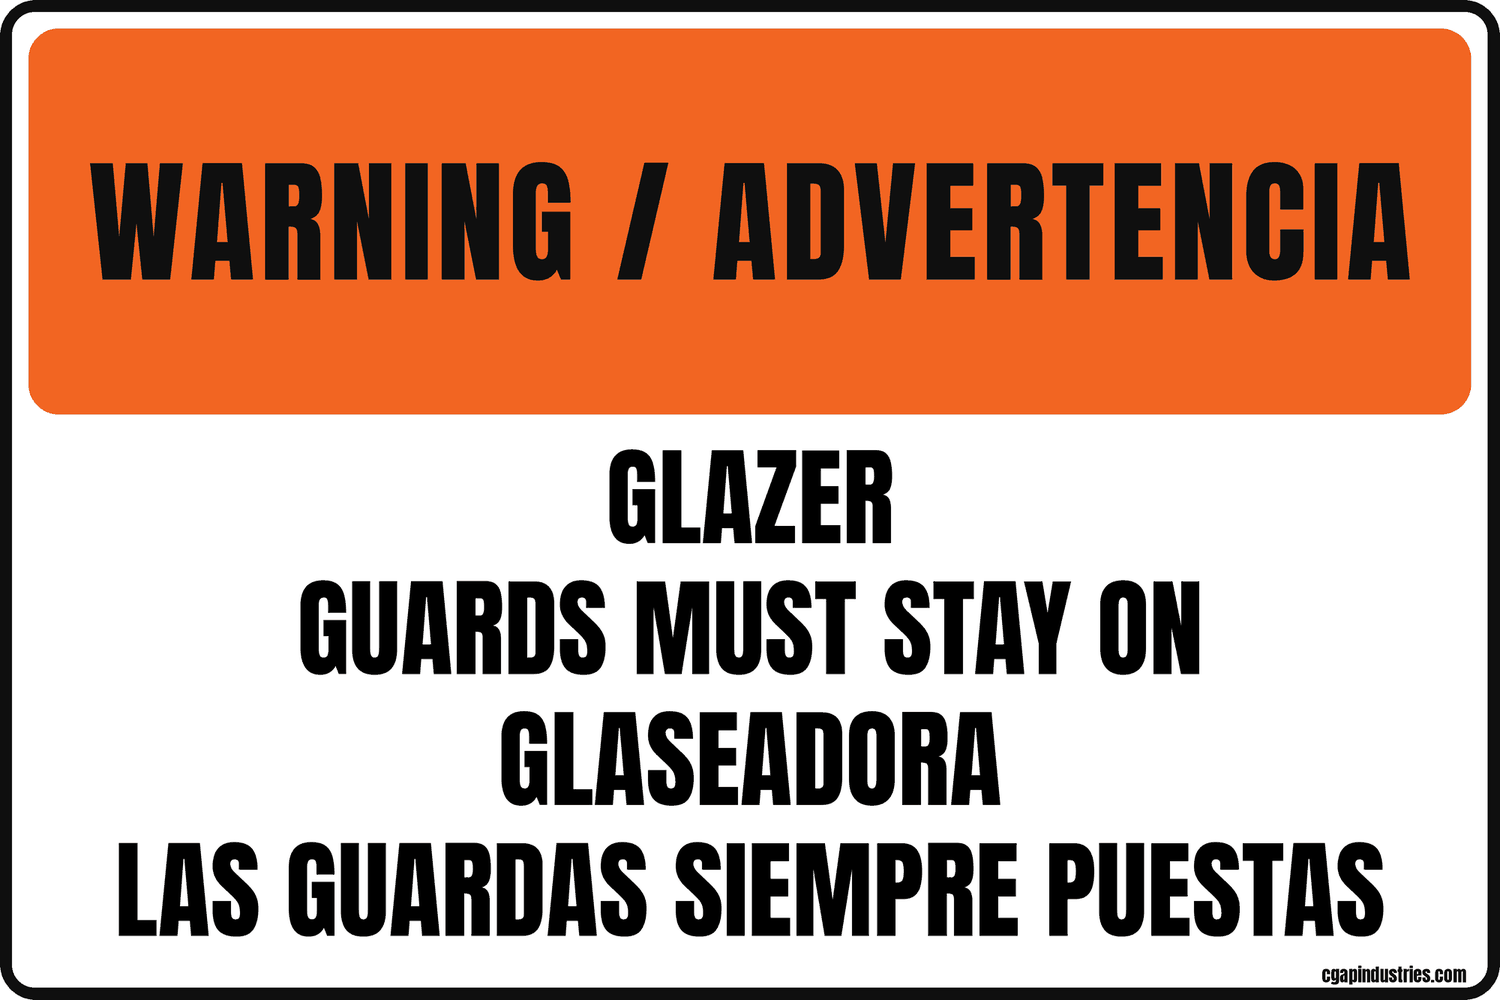 WARNING / ADVERTENCIA
GLAZER
GUARDS MUST STAY ON
GLASEADORA
LAS GUARDAS SIEMPRE PUESTAS
cgapindustries.com